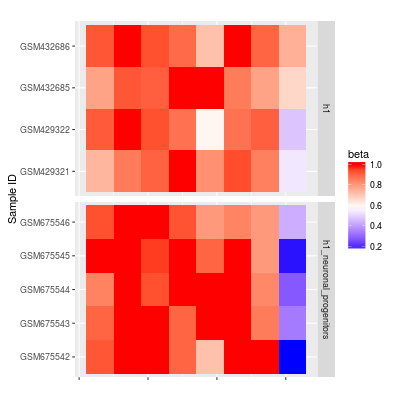 GSM432686
GSM432685
GSM429322
GSM429321
h1
GSM675546
GSM675545
GSM675544
GSM675543
GSM675542
h1_neuronal_progenitors
Sample ID
beta
1.0
0.8
0.6
0.4
0.2